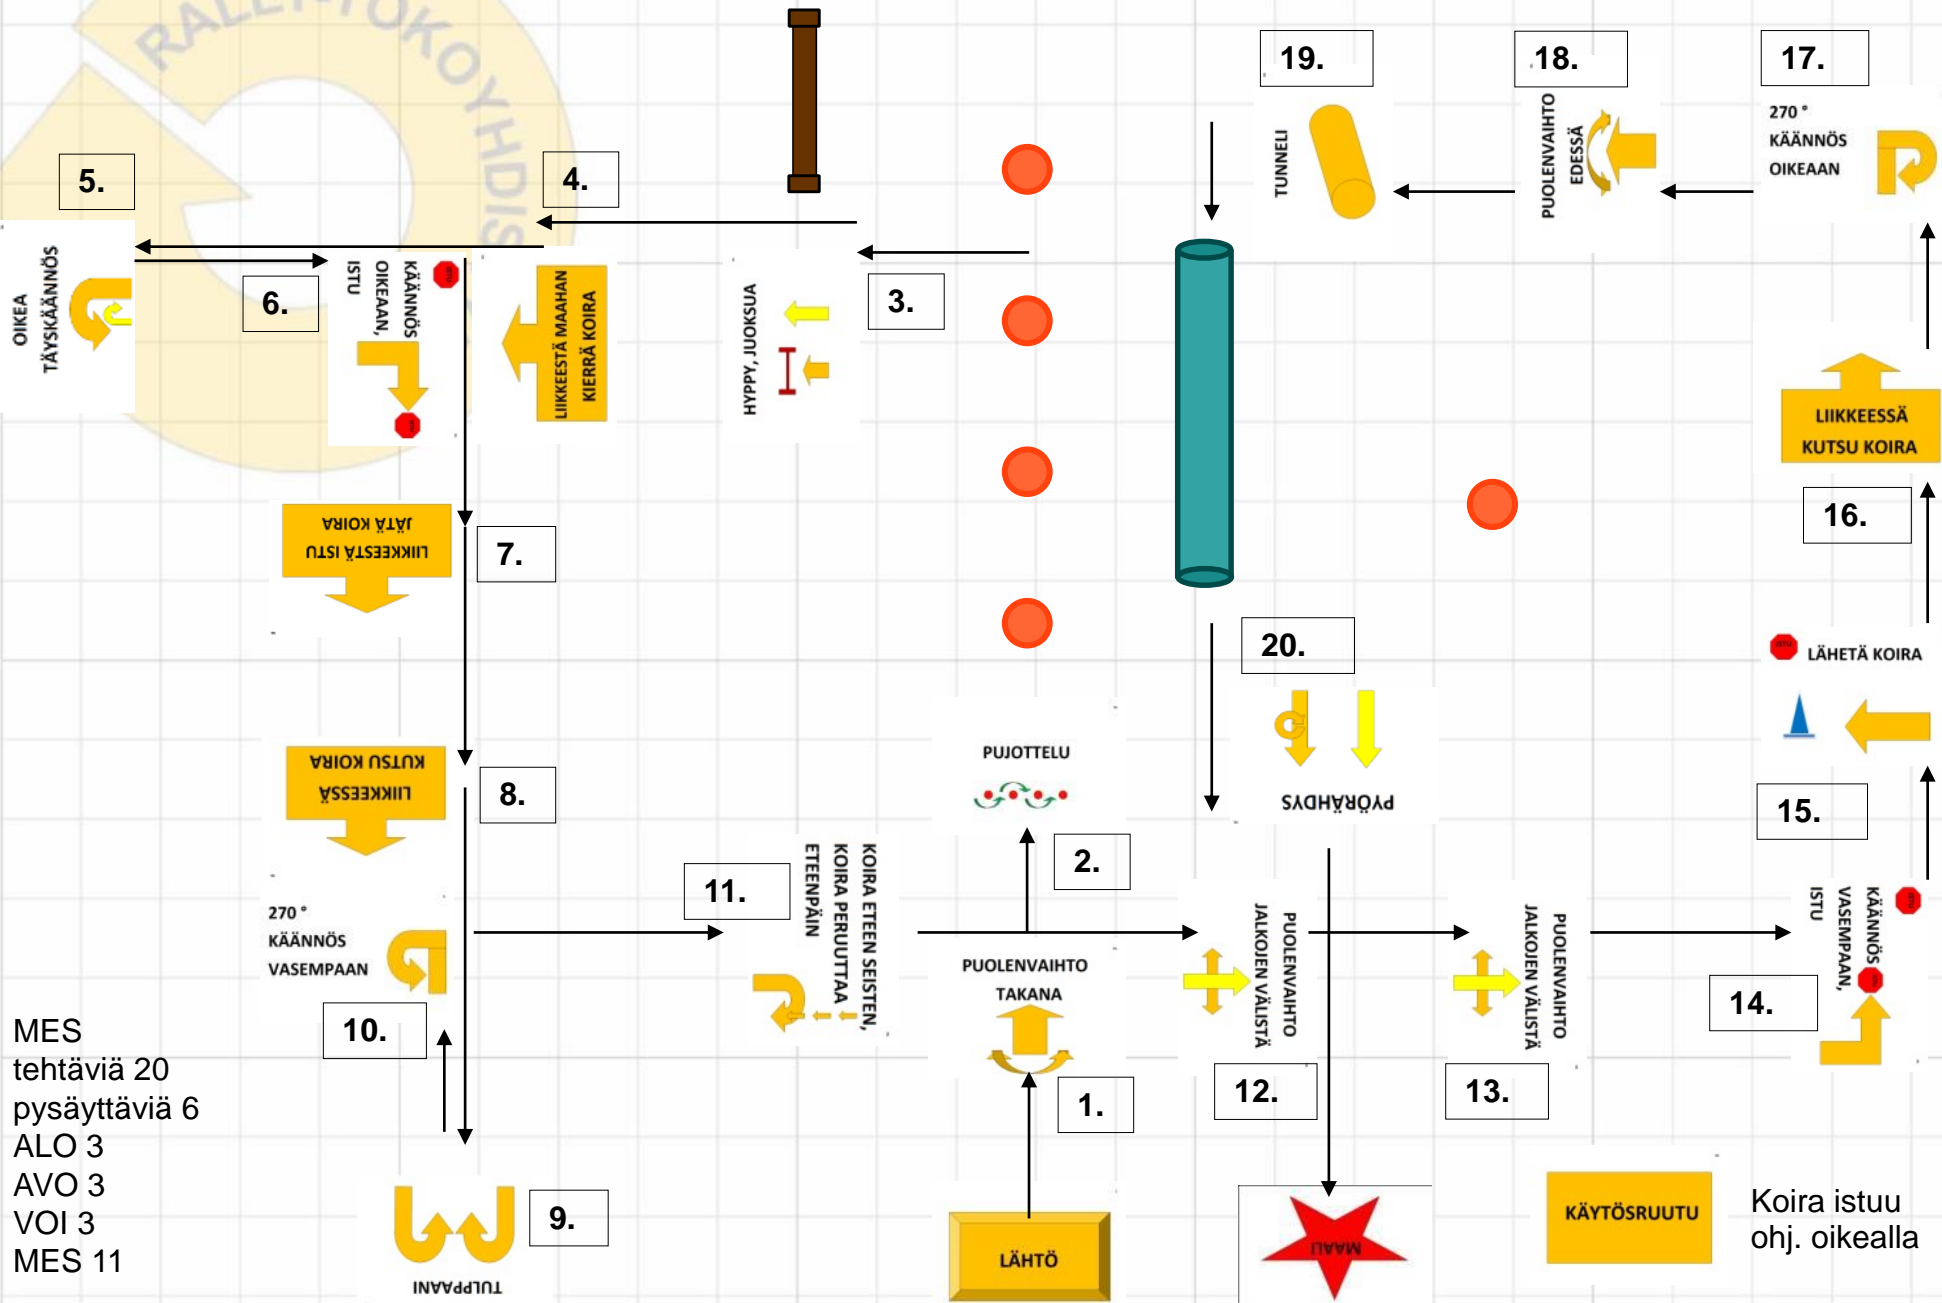 RALLYTOKOYHDIS
19.
18.
17.
TUNNELI
PUOLENVAIHTO
EDESSÄ
270 °
KÄÄNNÖS
OIKEAAN
5.
4.
OIKEA
TÄYSKÄÄNNÖS
6.
KÄÄNNÖS
OIKEAAN,
ISTU
LIIKEESTÄ MAAHAN
KIERRÄ KOIRA
HYPPY, JUOKSUA
3.
LIIKKEESSÄ
KUTSU KOIRA
16.
LIIKKEESTÄ ISTU
JÄTÄ KOIRA
7.
20.
LÄHETÄ KOIRA
PYÖRÄHDYS
15.
PUJOTTELU
2.
LIIKKEESSÄ
KUTSU KOIRA
8.
11.
KOIRA ETEEN SEISTEN,
KOIRA PERUUTTAA
ETEENPÄIN
270 °
KÄÄNNÖS
VASEMPAAN
10.
PUOLENVAIHTO
TAKANA
1.
PUOLENVAIHTO
JALKOJEN VÄLISTÄ
12.
PUOLENVAIHTO
JALKOJEN VÄLISTÄ
13.
KÄÄNNÖS
VASEMPAAN,
ISTU
14.
MES
tehtäviä 20
pysäyttäviä 6
ALO 3
AVO 3
VOI 3
MES 11
9.
TULPPAANI
LÄHTÖ
MAALI
KÄYTÖSRUUTU
Koira istuu
ohj. oikealla